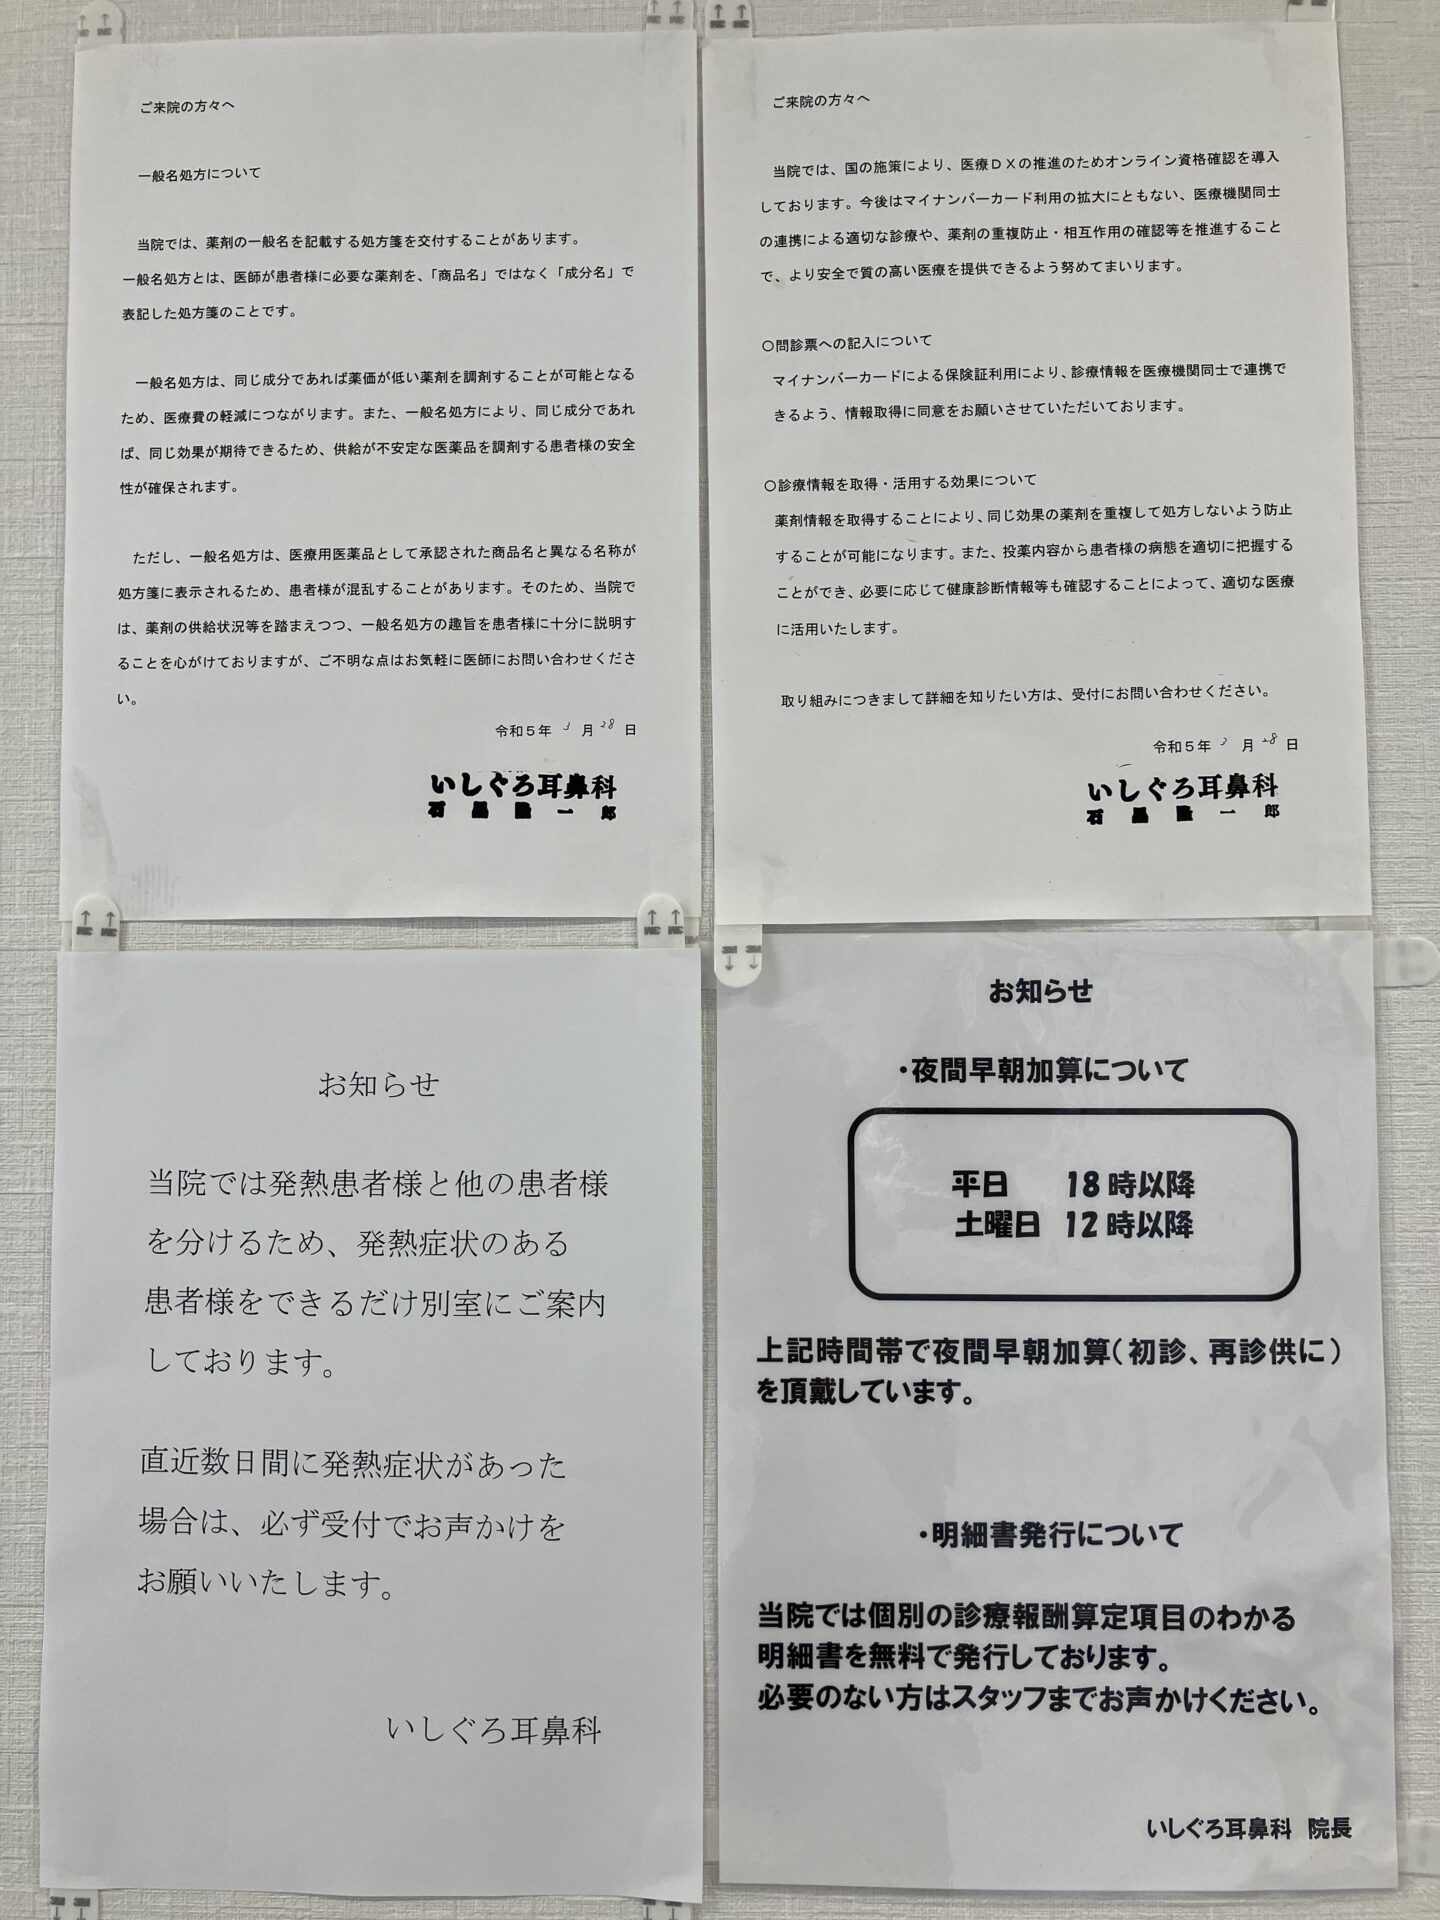 ご来院の方々へ
一般名処方について
当院では、薬剤の一般名を記載する処方箋を交付することがあります。
一般名処方とは、医師が患者様に必要な薬剤を、「商品名」ではなく「成分名」で
表記した処方箋のことです。
一般名処方は、同じ成分であれば薬価が低い薬剤を調剤することが可能となる
ため、医療費の軽減につながります。また、一般名処方により、同じ成分であれ
ば、同じ効果が期待できるため、供給が不安定な医薬品を調剤する患者様の安全
性が確保されます。
ただし、一般名処方は、医療用医薬品として承認された商品名と異なる名称が
処方箋に表示されるため、患者様が混乱することがあります。そのため、当院で
は、薬剤の供給状況等を踏まえつつ、一般名処方の趣旨を患者様に十分に説明す
ることを心がけておりますが、ご不明な点はお気軽に医師にお問い合わせくださ
い。
令和5年 3 月 28 日
いしぐろ耳鼻科
石黒隆一郎
ご来院の方々へ
当院では、国の施策により、医療DXの推進のためオンライン資格確認を導入
しております。今後はマイナンバーカード利用の拡大にともない、医療機関同士
の連携による適切な診療や、薬剤の重複防止・相互作用の確認等を推進すること
で、より安全で質の高い医療を提供できるよう努めてまいります。
○問診票への記入について
マイナンバーカードによる保険証利用により、診療情報を医療機関同士で連携で
きるよう、情報取得に同意をお願いさせていただいております。
○診療情報を取得・活用する効果について
薬剤情報を取得することにより、同じ効果の薬剤を重複して処方しないよう防止
することが可能になります。また、投薬内容から患者様の病態を適切に把握する
ことができ、必要に応じて健康診断情報等も確認することによって、適切な医療
に活用いたします。
取り組みにつきまして詳細を知りたい方は、受付にお問い合わせください。
令和5年 3 月 28 日
いしぐろ耳鼻科
石黒隆一郎
お知らせ
当院では発熱患者様と他の患者様
を分けるため、発熱症状のある
患者様をできるだけ別室にご案内
しております。
直近数日間に発熱症状があった
場合は、必ず受付でお声かけを
お願いいたします。
いしぐろ耳鼻科
お知らせ
・夜間早朝加算について
平日 18時以降
土曜日 12時以降
上記時間帯で夜間早朝加算(初診、再診供に)
を頂戴しています。
・明細書発行について
当院では個別の診療報酬算定項目のわかる
明細書を無料で発行しております。
必要のない方はスタッフまでお声かけください。
いしぐろ耳鼻科 院長